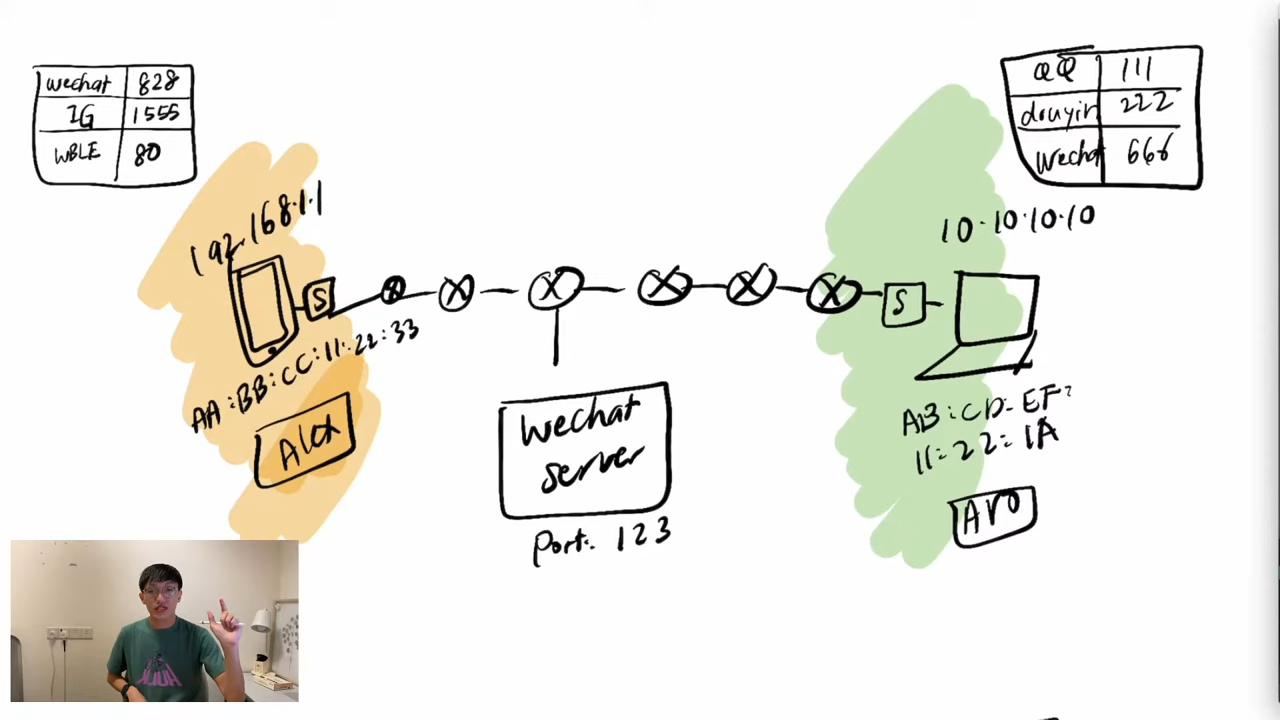 wechat 828
IG 1555
WBLE 80
QQ 111
douyin 222
wechat 666
192.168.1.1
10.10.10.10
S
X
X
X
X
X
X
X
S
AA:BB:CC:11:22:33
AB:CD:EF:
11:22:1A
Alex
wechat
server
Port: 123
Aro